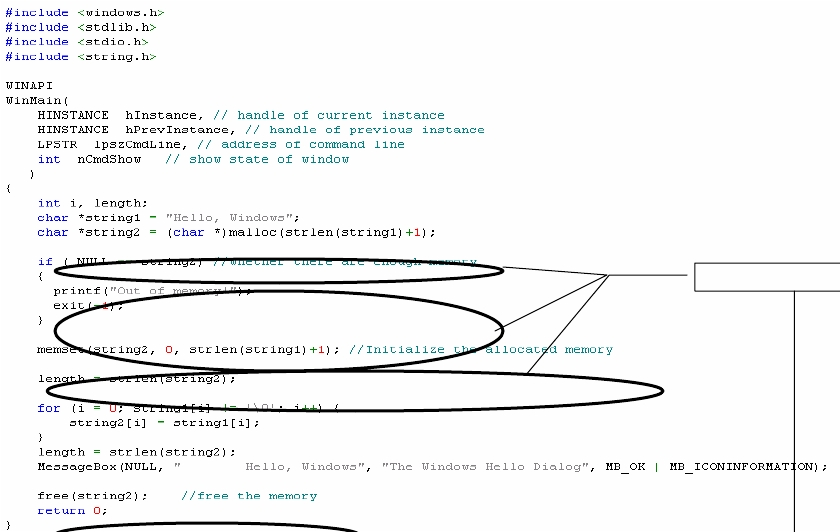 #include <windows.h>
#include <stdlib.h>
#include <stdio.h>
#include <string.h>
WINAPI
WinMain(
HINSTANCE hInstance, // handle of current instance
HINSTANCE hPrevInstance, // handle of previous instance
LPSTR lpszCmdLine, // address of command line
int nCmdShow // show state of window
)
{
int i, length;
char *string1 = "Hello, Windows";
char *string2 = (char *)malloc(strlen(string1)+1);
if ( NULL == string2) //whether there are enough memory
{
printf("Out of memory!");
exit(-1);
}
memset(string2, 0, strlen(string1)+1); //Initialize the allocated memory
length = strlen(string2);
for (i = 0; string1[i] != '\0'; i++) {
string2[i] = string1[i];
}
length = strlen(string2);
MessageBox(NULL, " Hello, Windows", "The Windows Hello Dialog", MB_OK | MB_ICONINFORMATION);
free(string2); //free the memory
return 0;
}